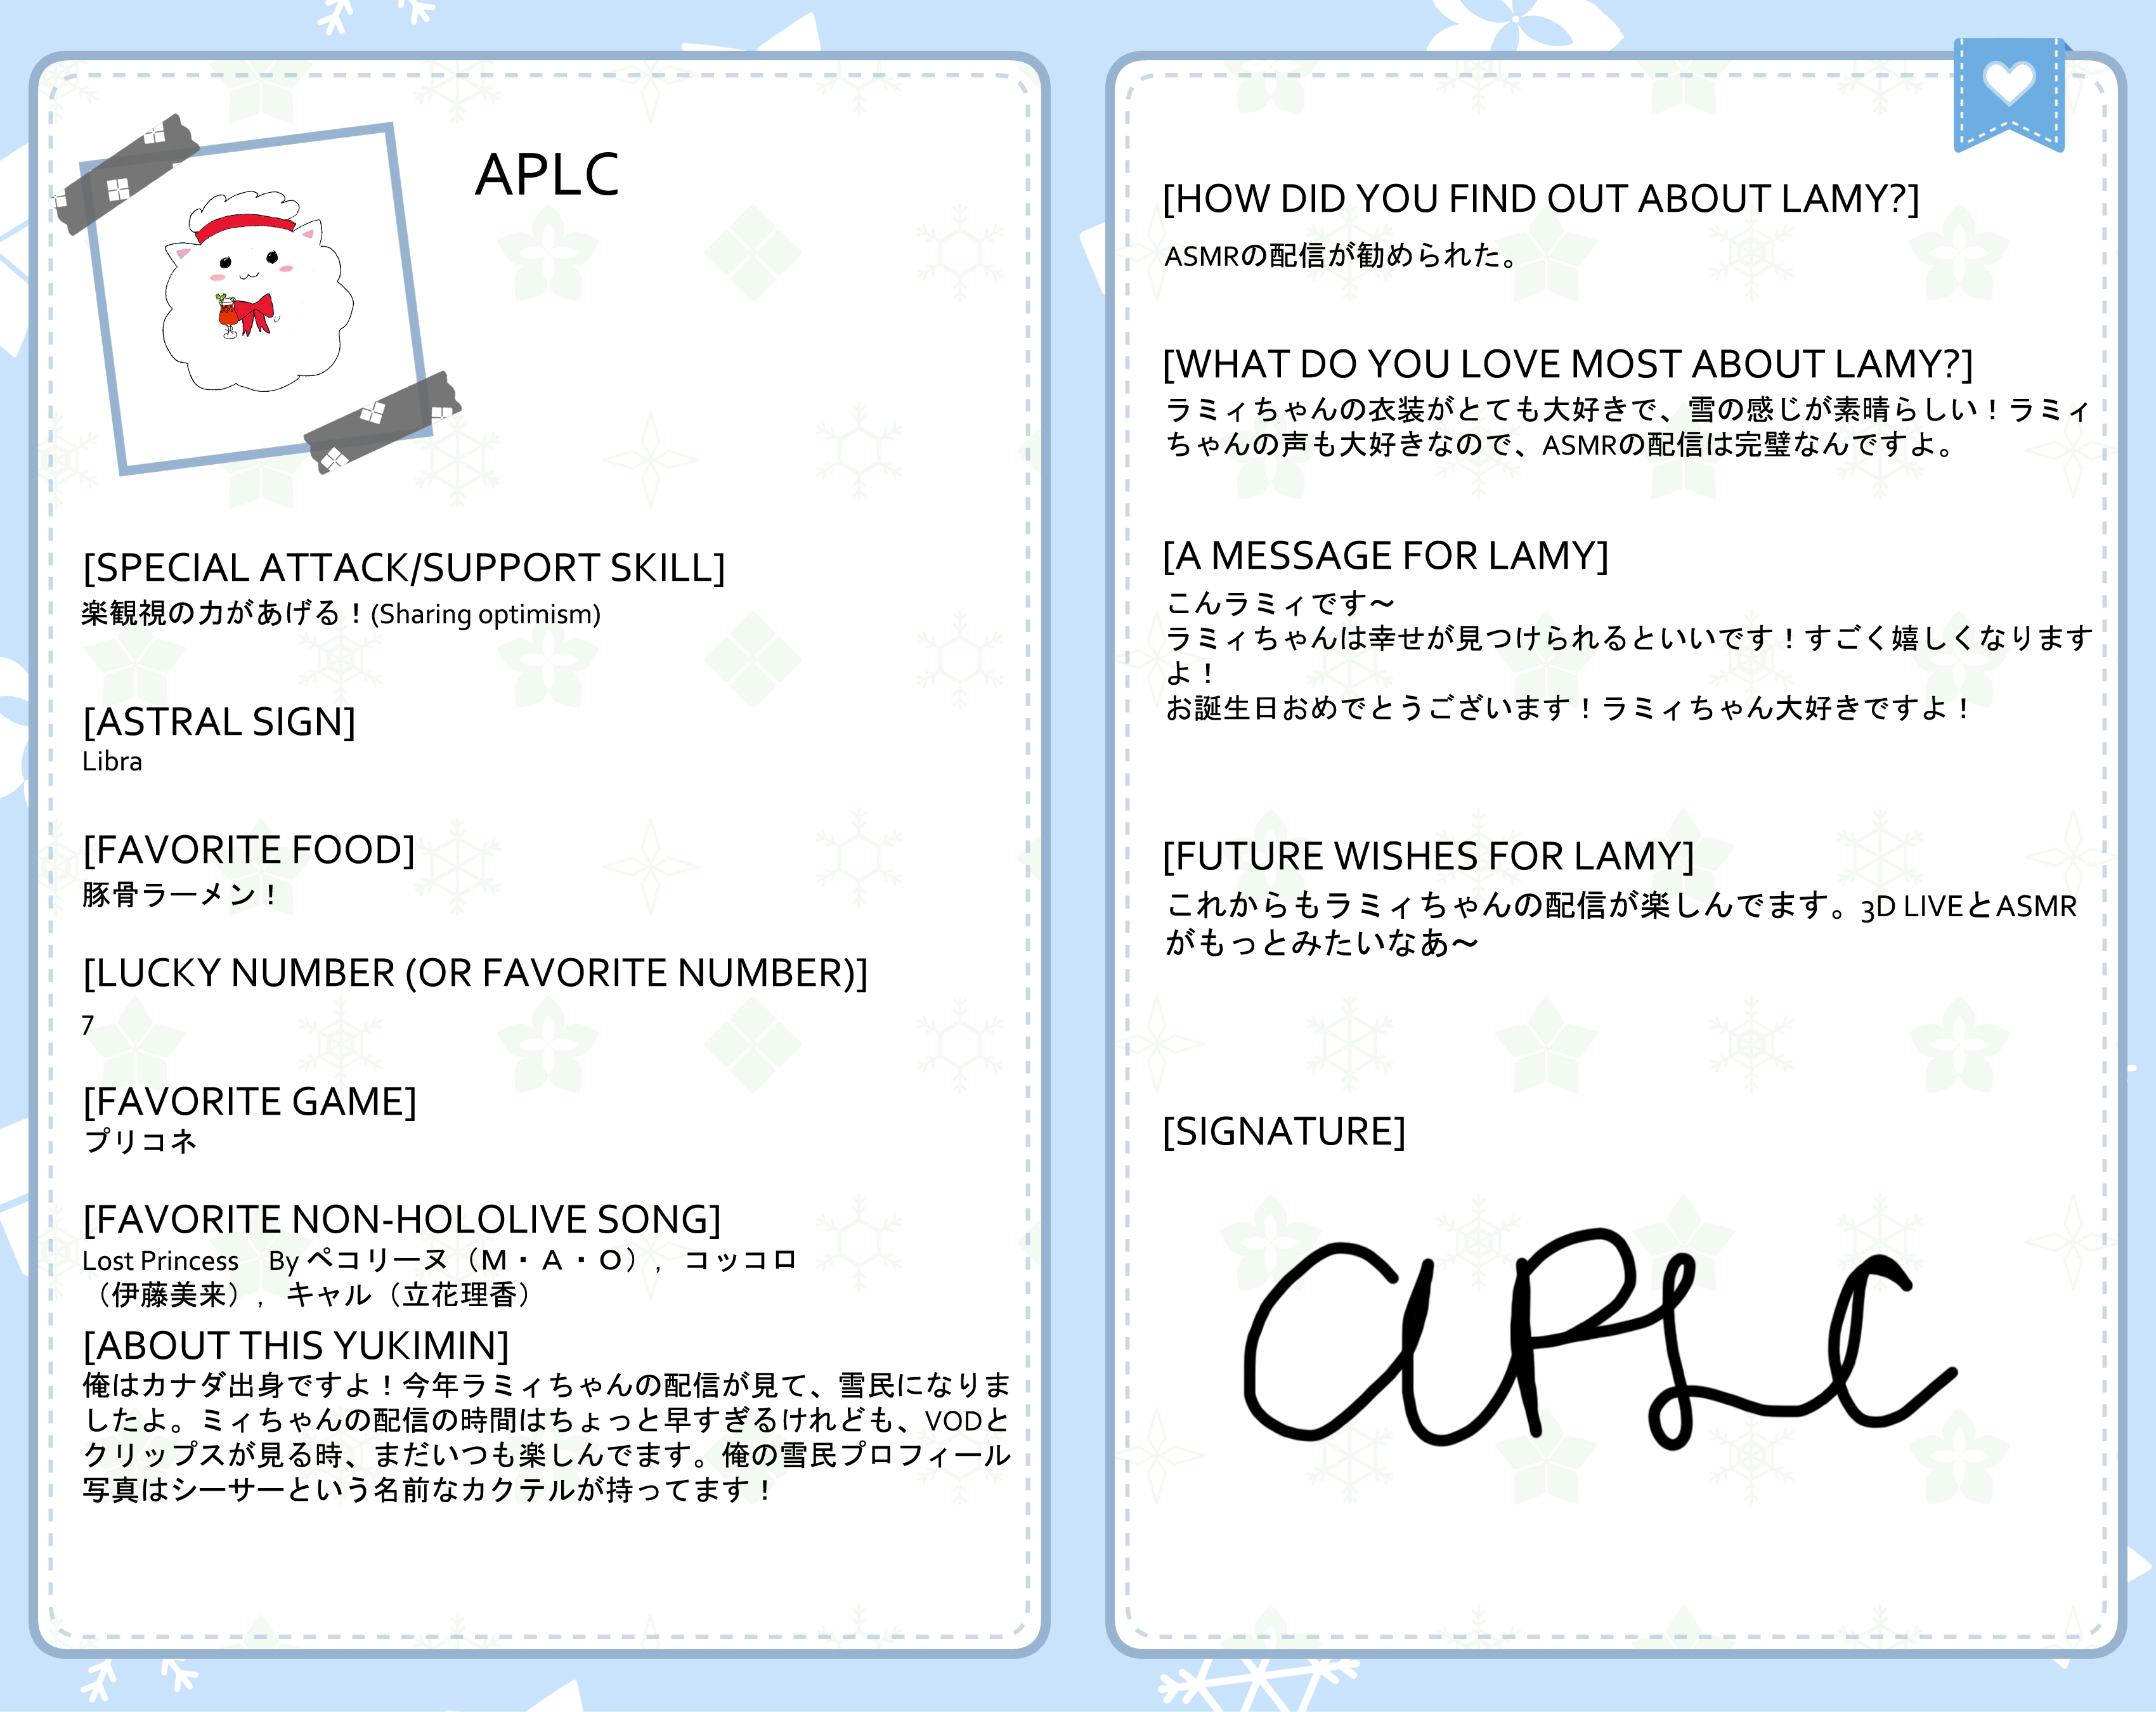 APLC
[SPECIAL ATTACK/SUPPORT SKILL]
楽観視の力があげる！(Sharing optimism)
[ASTRAL SIGN]
Libra
[FAVORITE FOOD]
豚骨ラーメン！
[LUCKY NUMBER (OR FAVORITE NUMBER)]
7
[FAVORITE GAME]
プリコネ
[FAVORITE NON-HOLOLIVE SONG]
Lost Princess　By ペコリーヌ（M・A・O）, コッコロ
（伊藤美来）, キャル（立花理香）
[ABOUT THIS YUKIMIN]
俺はカナダ出身ですよ！今年ラミィちゃんの配信が見て、雪民になりま
したよ。ミィちゃんの配信の時間はちょっと早すぎるけれども、VODと
クリップスが見る時、まだいつも楽しんでます。俺の雪民プロフィール
写真はシーサーという名前なカクテルが持ってます！
[HOW DID YOU FIND OUT ABOUT LAMY?]
ASMRの配信が勧められた。
[WHAT DO YOU LOVE MOST ABOUT LAMY?]
ラミィちゃんの衣装がとても大好きで、雪の感じが素晴らしい！ラミィ
ちゃんの声も大好きなので、ASMRの配信は完璧なんですよ。
[A MESSAGE FOR LAMY]
こんラミィです～
ラミィちゃんは幸せが見つけられるといいです！すごく嬉しくなります
よ！
お誕生日おめでとうございます！ラミィちゃん大好きですよ！
[FUTURE WISHES FOR LAMY]
これからもラミィちゃんの配信が楽しんでます。3D LIVEとASMR
がもっとみたいなあ～
[SIGNATURE]
aPLC